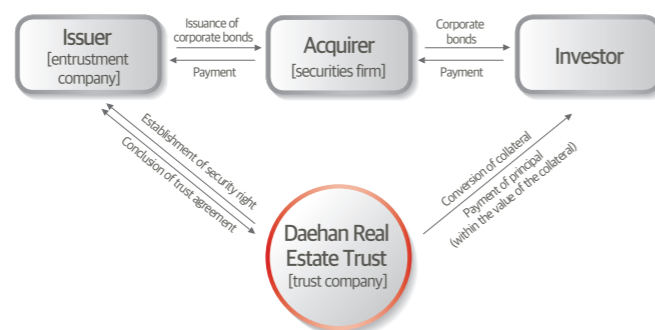 Issuer
[entrustment
company]
Issuance of
corporate bonds
Payment
Acquirer
[securities firm]
Corporate
bonds
Payment
Investor
Establishment of security right
Conclusion of trust agreement
Conversion of collateral
Payment of principal
(within the value of the collateral)
Daehan Real
Estate Trust
[trust company]